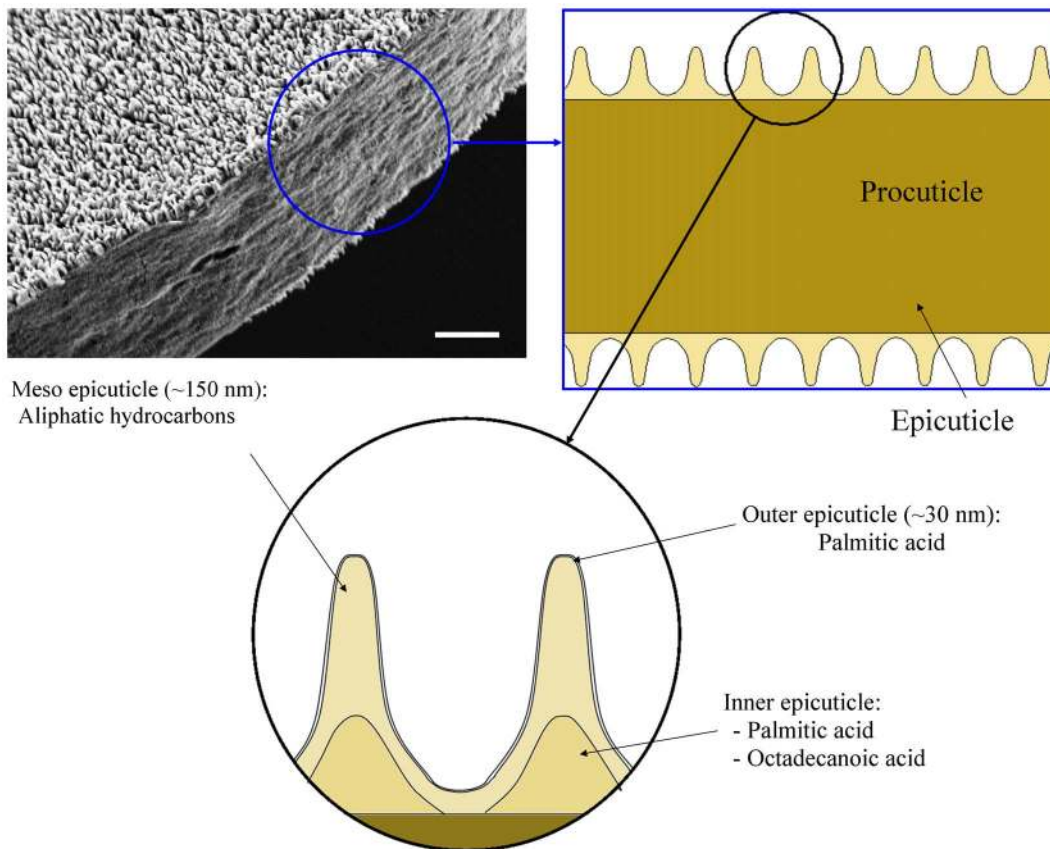 Procuticle
Epicuticle
Meso epicuticle (~150 nm):
Aliphatic hydrocarbons
Outer epicuticle (~30 nm):
Palmitic acid
Inner epicuticle:
- Palmitic acid
- Octadecanoic acid